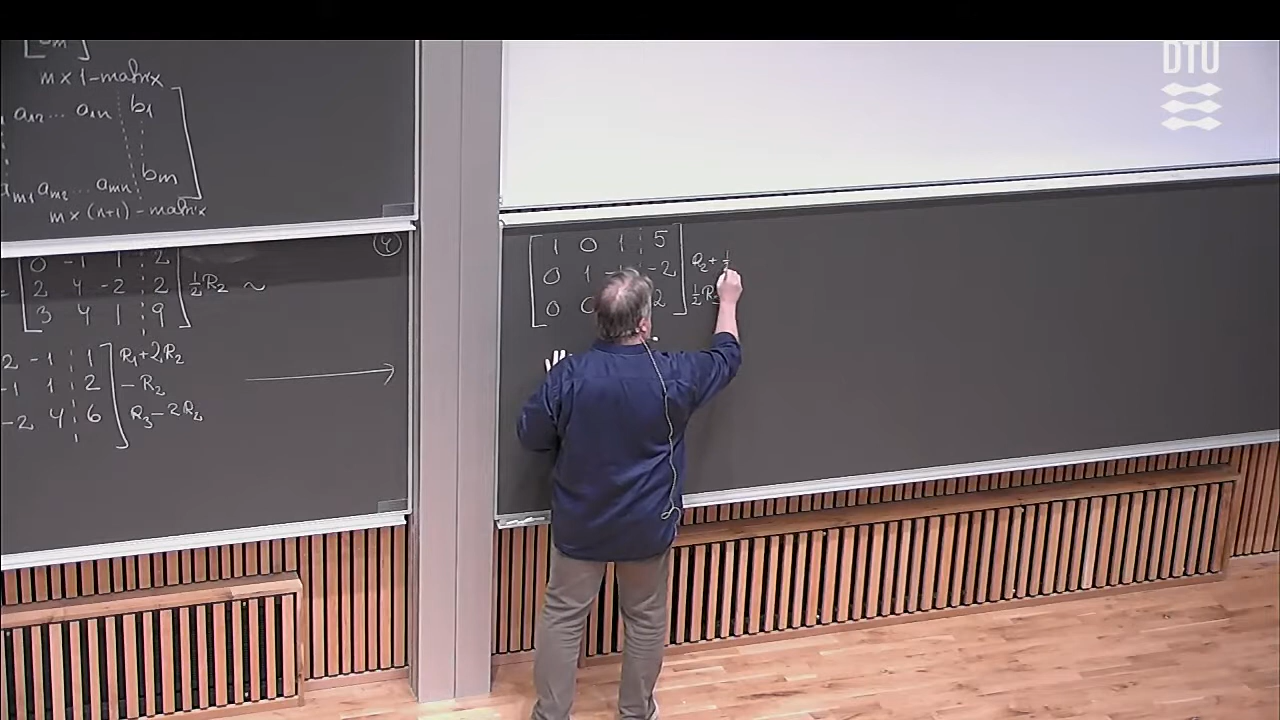 m × 1 - matrix
a₁₂ ... a₁ₙ b₁
aₘ₁ aₘ₂ ... aₘₙ bₘ
m × (n+1) - matrix
④
0 -1 1 2
2 4 -2 2 ½R₂ ~
3 4 1 9
2 -1 1 R₁+2R₂
-1 1 2 -R₂
-2 4 6 R₃-2R₂
DTU
1 0 1 5
0 1 -1 -2 R₂+½
0 2 ½R₃